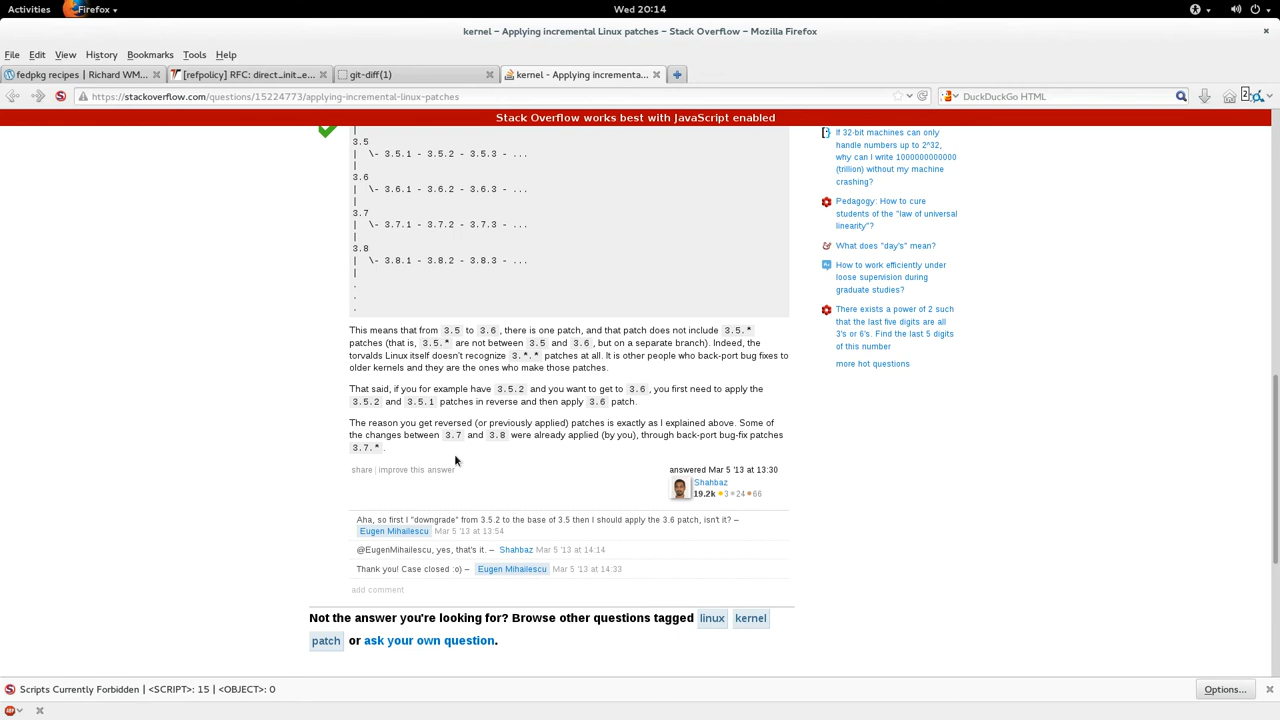 Activities
Firefox
Wed 20:14
kernel – Applying incremental Linux patches – Stack Overflow – Mozilla Firefox
File Edit View History Bookmarks Tools Help
fedpkg recipes | Richard WM...
[refpolicy] RFC: direct_init_e...
git-diff(1)
kernel - Applying incrementa...
https://stackoverflow.com/questions/15224773/applying-incremental-linux-patches
DuckDuckGo HTML
2
Stack Overflow works best with JavaScript enabled
|
3.5
| \- 3.5.1 - 3.5.2 - 3.5.3 - ...
|
3.6
| \- 3.6.1 - 3.6.2 - 3.6.3 - ...
|
3.7
| \- 3.7.1 - 3.7.2 - 3.7.3 - ...
|
3.8
| \- 3.8.1 - 3.8.2 - 3.8.3 - ...
|
.
.
.
This means that from 3.5 to 3.6, there is one patch, and that patch does not include 3.5.*
patches (that is, 3.5.* are not between 3.5 and 3.6, but on a separate branch). Indeed, the
torvalds Linux itself doesn't recognize 3.*.* patches at all. It is other people who back-port bug fixes to
older kernels and they are the ones who make those patches.
That said, if you for example have 3.5.2 and you want to get to 3.6, you first need to apply the
3.5.2 and 3.5.1 patches in reverse and then apply 3.6 patch.
The reason you get reversed (or previously applied) patches is exactly as I explained above. Some of
the changes between 3.7 and 3.8 were already applied (by you), through back-port bug-fix patches
3.7.*.
share | improve this answer
answered Mar 5 '13 at 13:30
Shahbaz
19.2k 3 24 66
Aha, so first I "downgrade" from 3.5.2 to the base of 3.5 then I should apply the 3.6 patch, isn't it? –
Eugen Mihailescu Mar 5 '13 at 13:54
@EugenMihailescu, yes, that's it. – Shahbaz Mar 5 '13 at 14:14
Thank you! Case closed :o) – Eugen Mihailescu Mar 5 '13 at 14:33
add comment
Not the answer you're looking for? Browse other questions tagged linux kernel
patch or ask your own question.
If 32-bit machines can only
handle numbers up to 2^32,
why can I write 1000000000000
(trillion) without my machine
crashing?
Pedagogy: How to cure
students of the "law of universal
linearity"?
What does "day's" mean?
How to work efficiently under
loose supervision during
graduate studies?
There exists a power of 2 such
that the last five digits are all
3's or 6's. Find the last 5 digits
of this number
more hot questions
Scripts Currently Forbidden | <SCRIPT>: 15 | <OBJECT>: 0
Options...